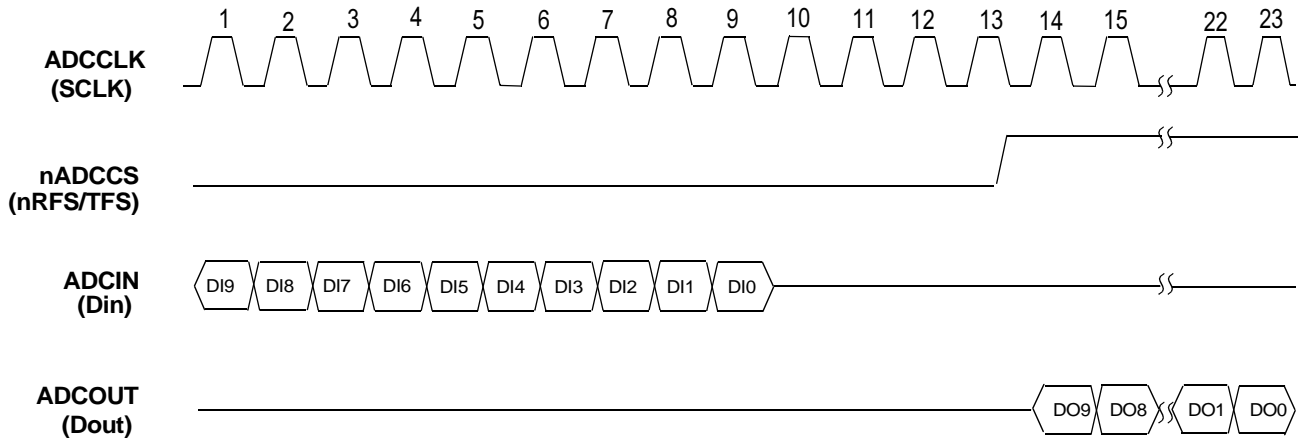 1 2 3 4 5 6 7 8 9 10 11 12 13 14 15 22 23
ADCCLK
(SCLK)
nADCCS
(nRFS/TFS)
ADCIN
(Din)
DI9 DI8 DI7 DI6 DI5 DI4 DI3 DI2 DI1 DI0
ADCOUT
(Dout)
DO9 DO8 DO1 DO0